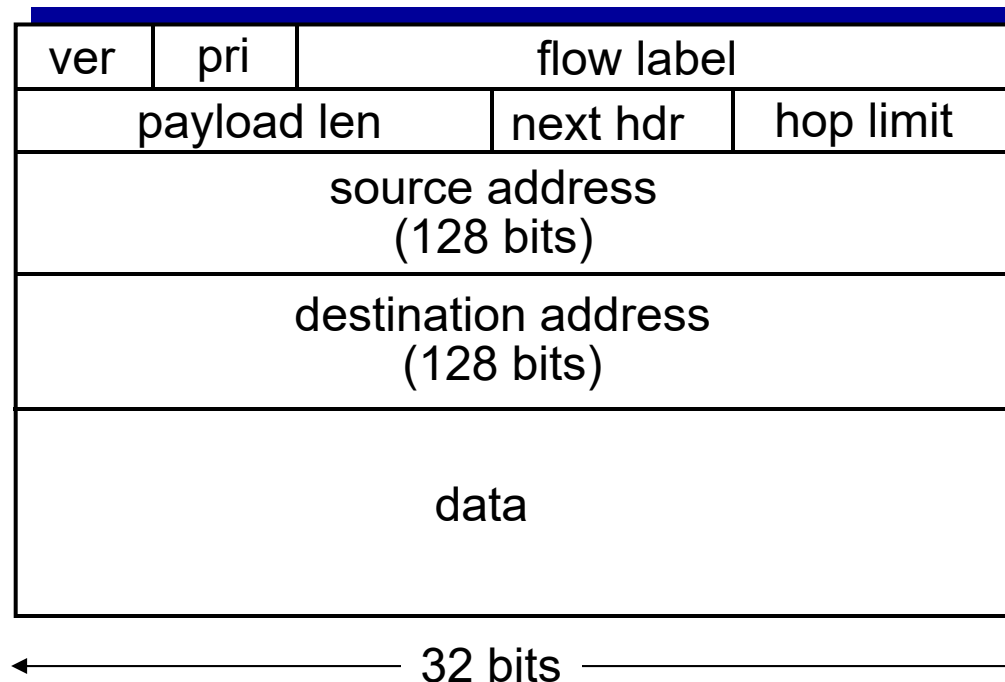 ver pri flow label
payload len next hdr hop limit
source address
(128 bits)
destination address
(128 bits)
data
32 bits